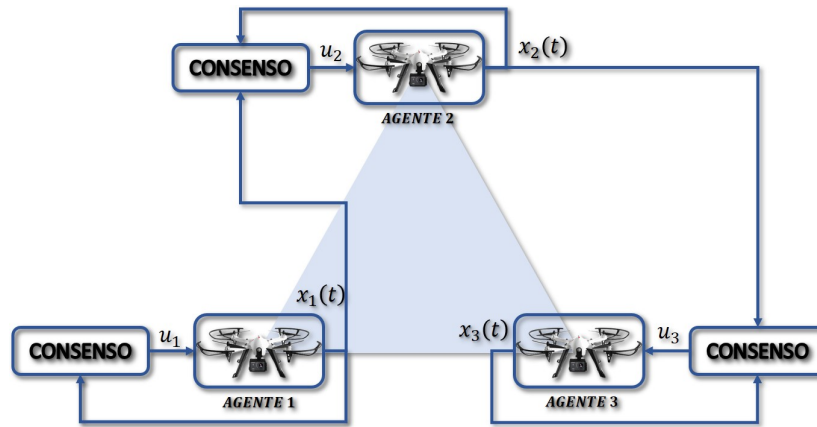 CONSENSO
u₂
x₂(t)
AGENTE 2
x₁(t)
CONSENSO
u₁
AGENTE 1
x₃(t)
u₃
CONSENSO
AGENTE 3